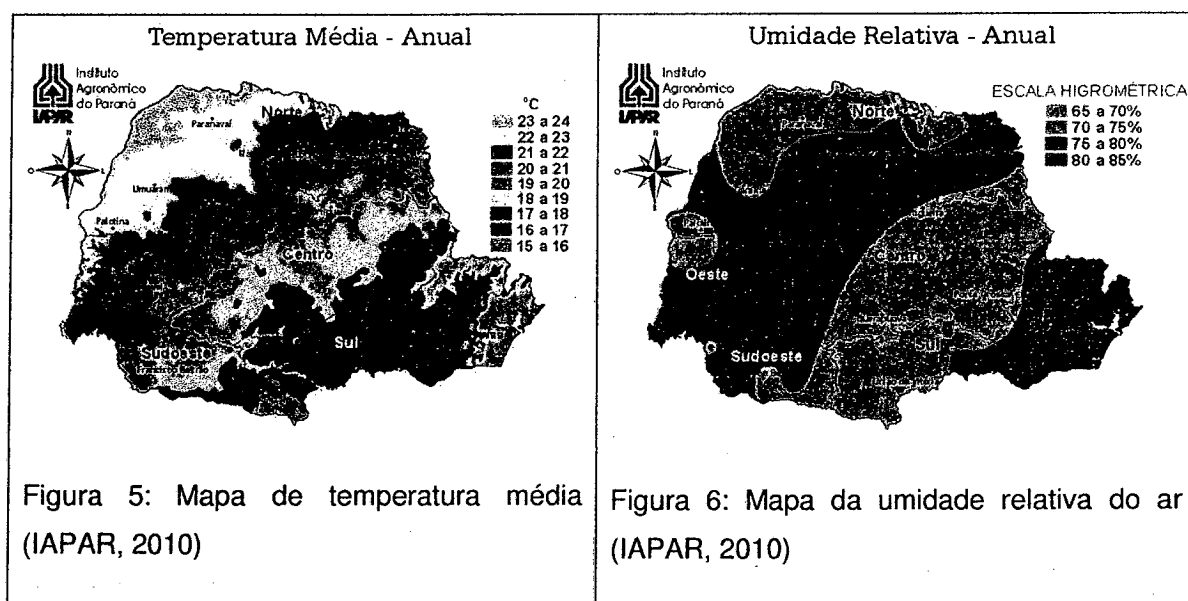 Temperatura Média - Anual
Instituto
Agronômico
do Paraná
IAPAR
N
O
L
°C
23 a 24
22 a 23
21 a 22
20 a 21
19 a 20
18 a 19
17 a 18
16 a 17
15 a 16
Norte
Paranavaí
Palotina
Centro
Sudoeste
Sul
Figura 5: Mapa de temperatura média
(IAPAR, 2010)
Umidade Relativa - Anual
Instituto
Agronômico
do Paraná
IAPAR
O
L
ESCALA HIGROMÉTRICA
65 a 70%
70 a 75%
75 a 80%
80 a 85%
Norte
Oeste
Centro
Sudoeste
Sul
Figura 6: Mapa da umidade relativa do ar
(IAPAR, 2010)